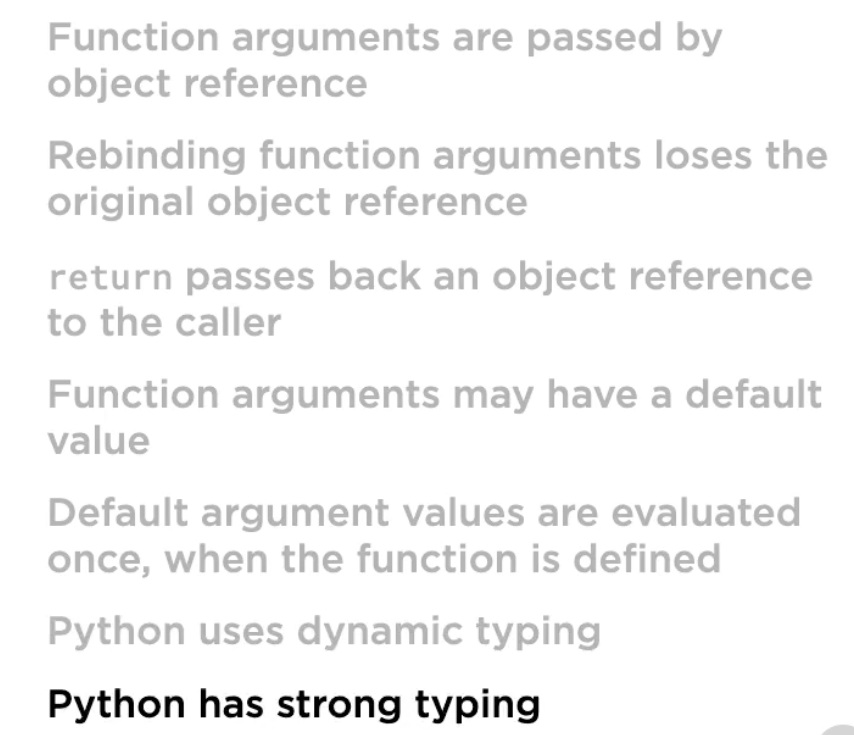 Function arguments are passed by
object reference
Rebinding function arguments loses the
original object reference
return passes back an object reference
to the caller
Function arguments may have a default
value
Default argument values are evaluated
once, when the function is defined
Python uses dynamic typing
Python has strong typing